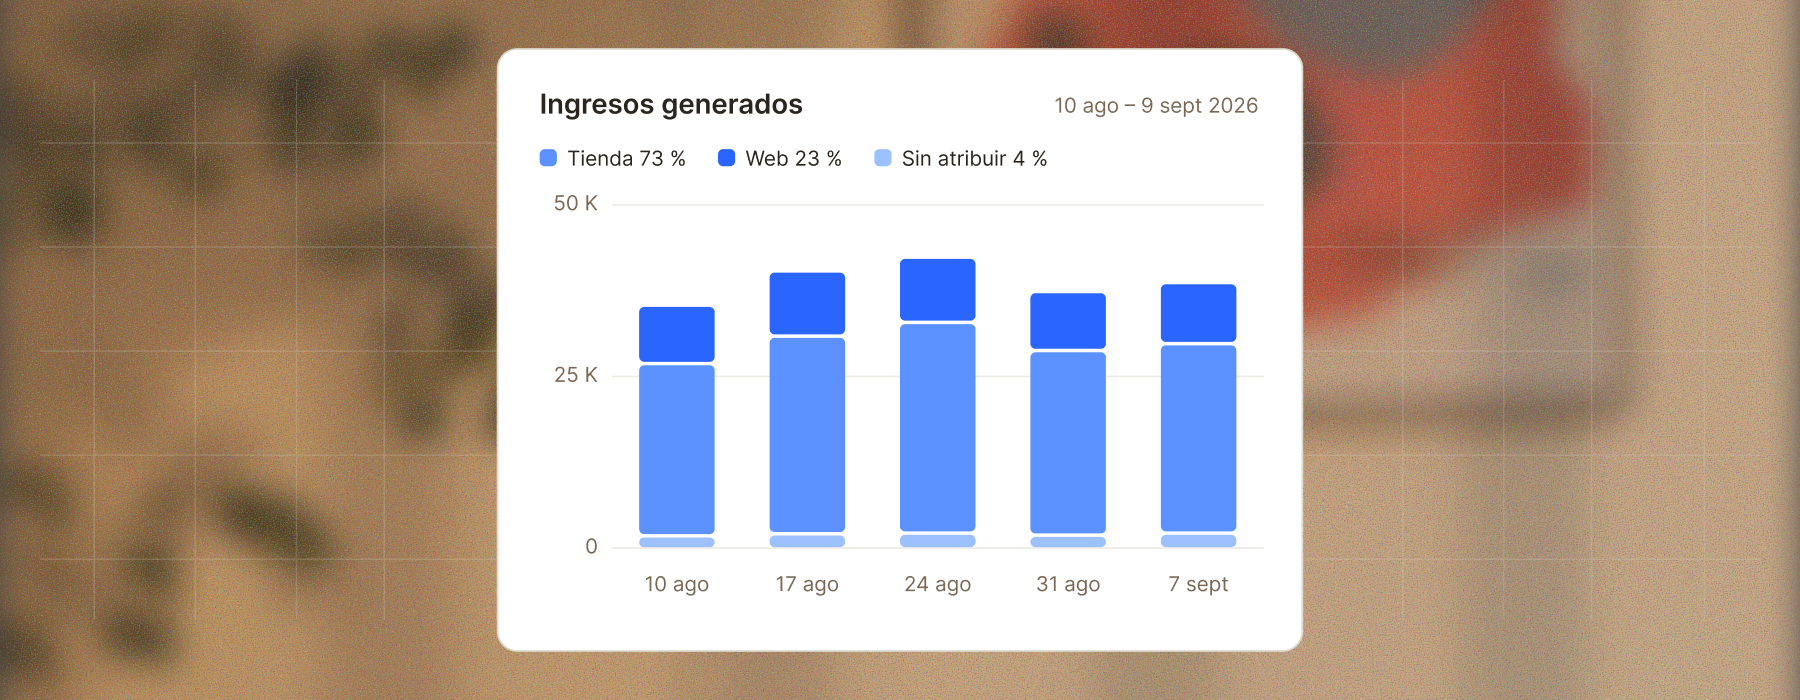 Ingresos generados
10 ago – 9 sept 2026
Tienda 73 %
Web 23 %
Sin atribuir 4 %
50 K
25 K
0
10 ago
17 ago
24 ago
31 ago
7 sept